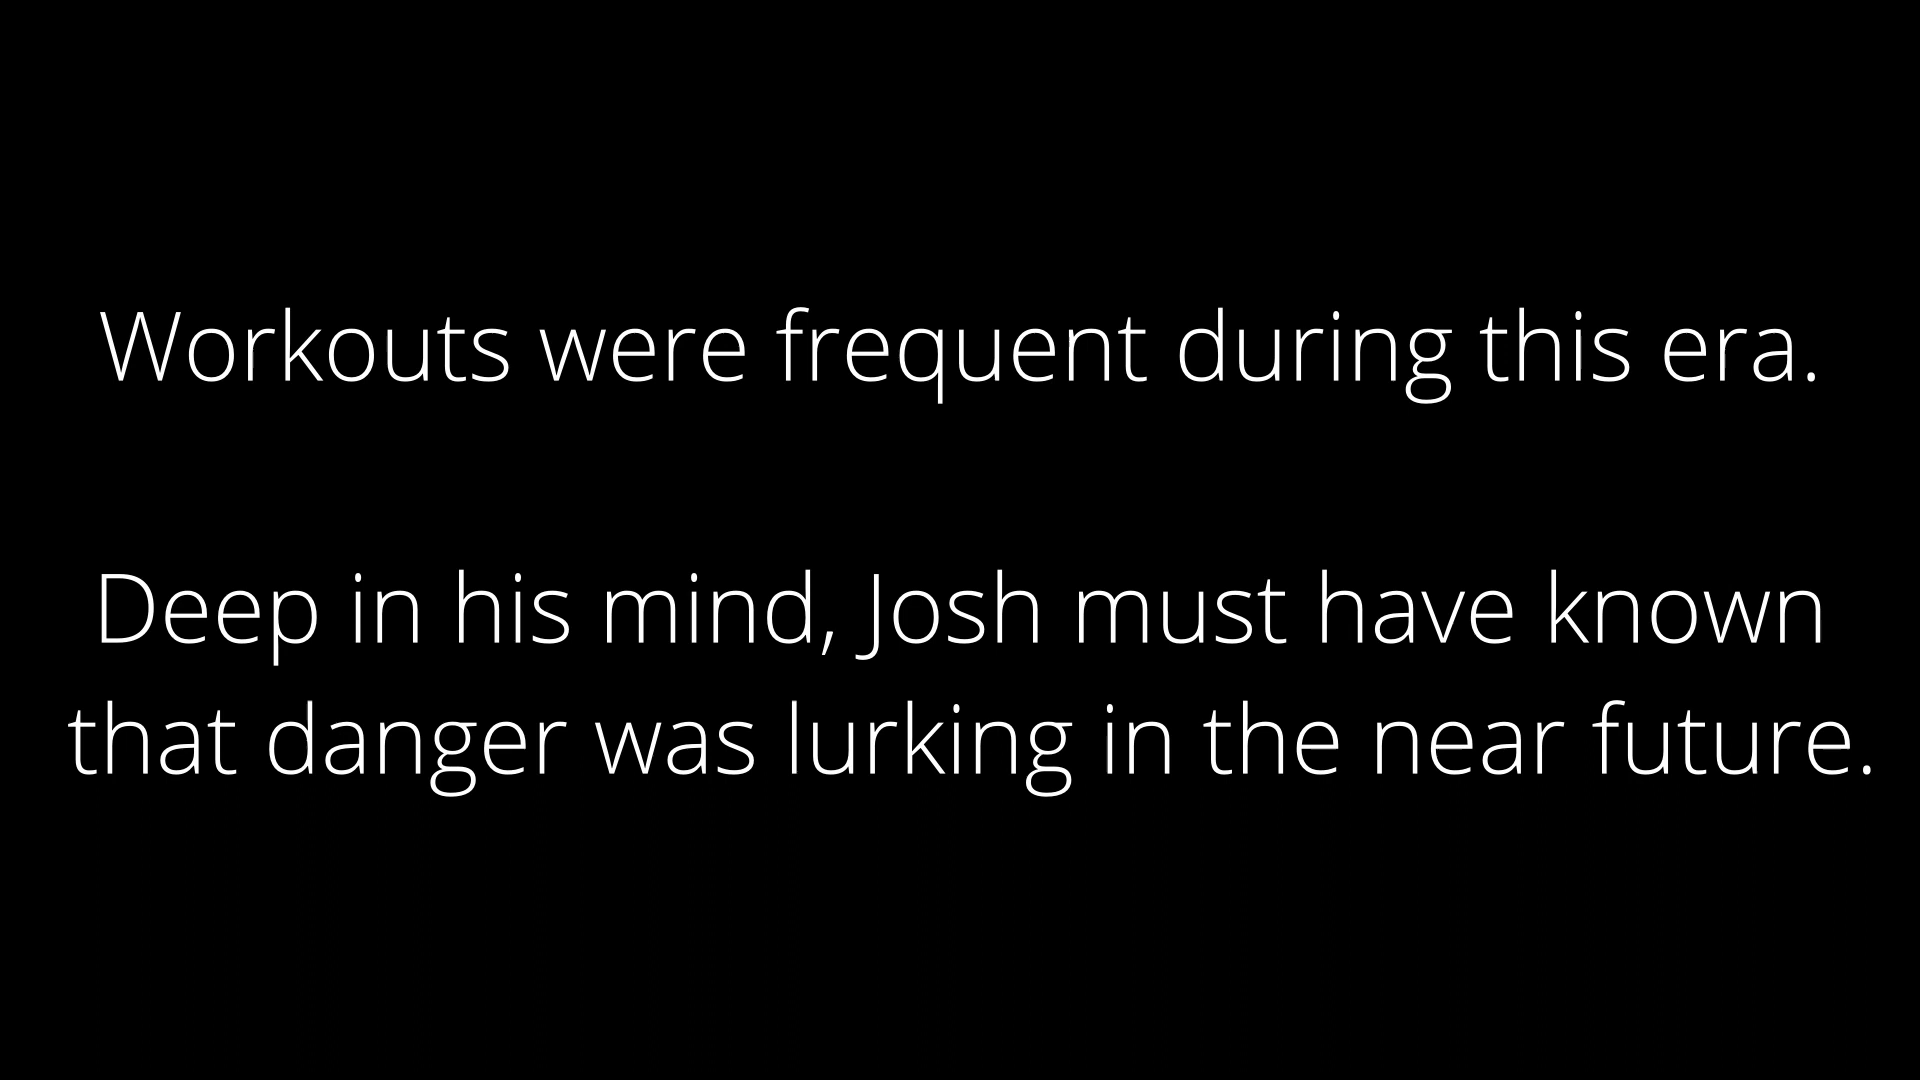 Workouts were frequent during this era.
Deep in his mind, Josh must have known
that danger was lurking in the near future.